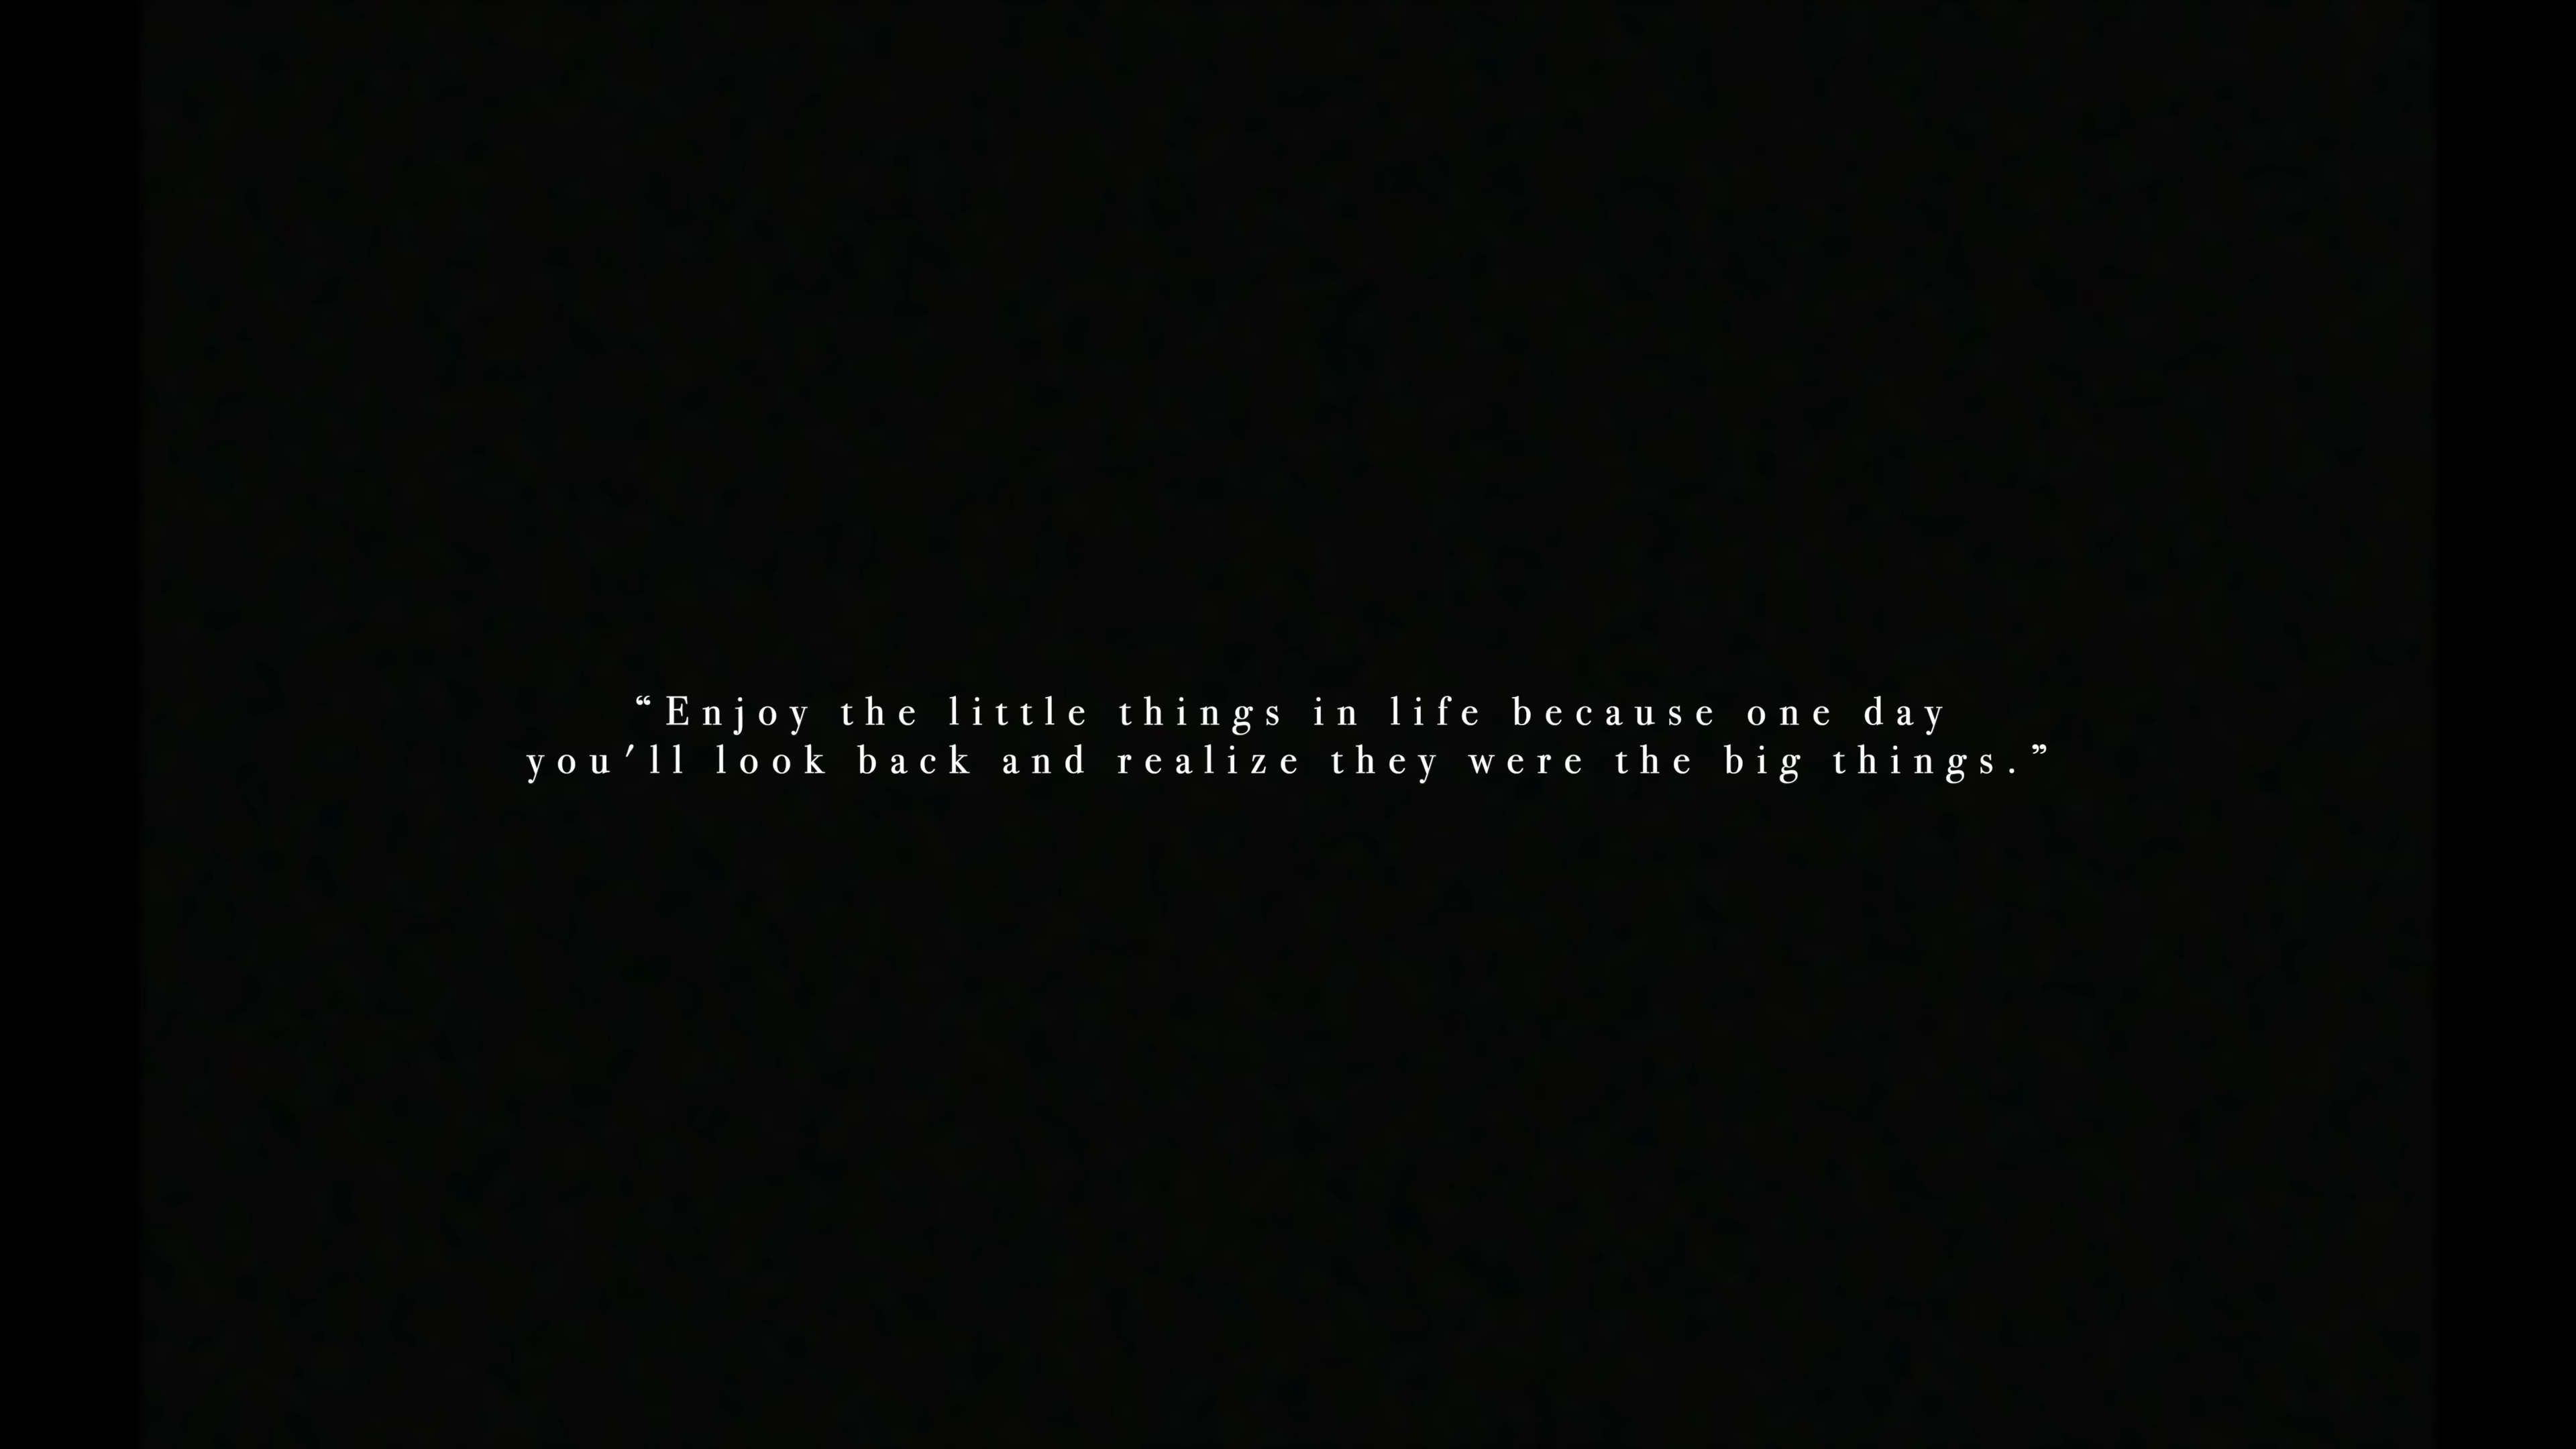 “Enjoy the little things in life because one day
you'll look back and realize they were the big things.”